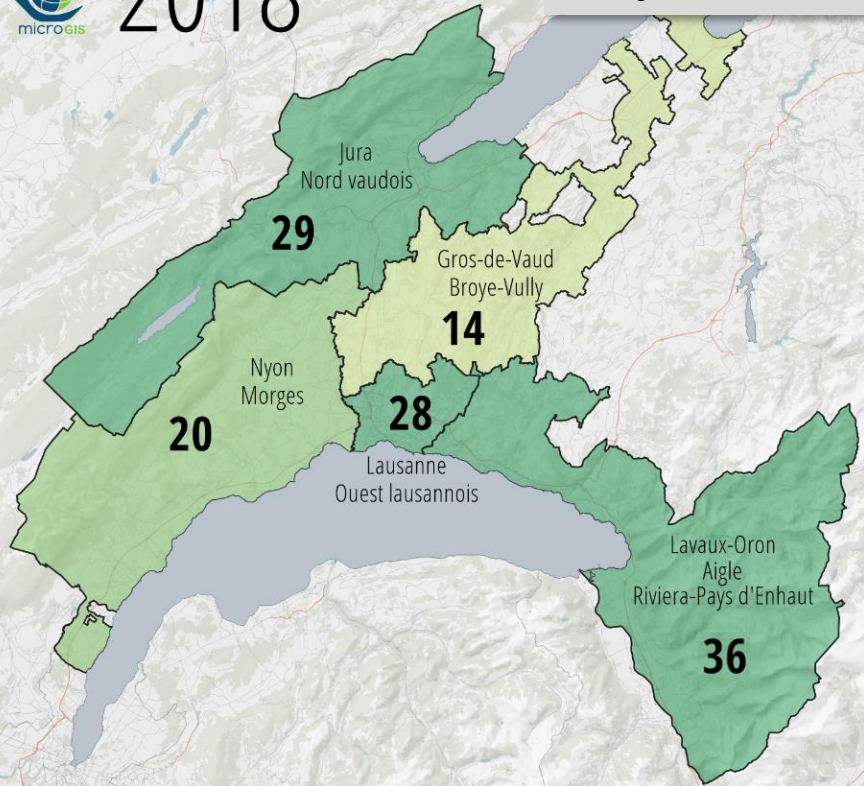 microGIS
2018
Jura
Nord vaudois
29
Gros-de-Vaud
Broye-Vully
14
Nyon
Morges
20
28
Lausanne
Ouest lausannois
Lavaux-Oron
Aigle
Riviera-Pays d'Enhaut
36